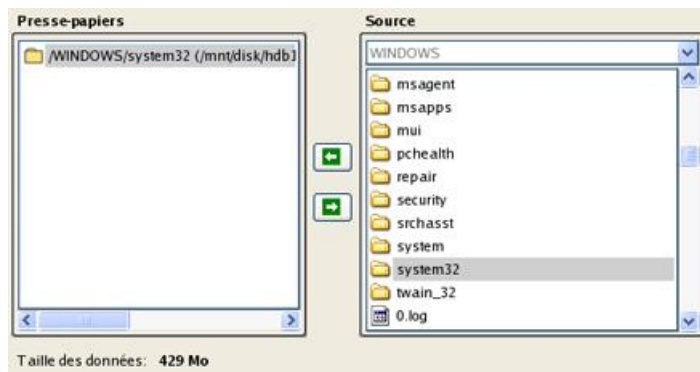 Presse-papiers
/WINDOWS/system32 (/mnt/disk/hdb1
Source
WINDOWS
msagent
msapps
mui
pchealth
repair
security
srchasst
system
system32
twain_32
0.log
Taille des données: 429 Mo